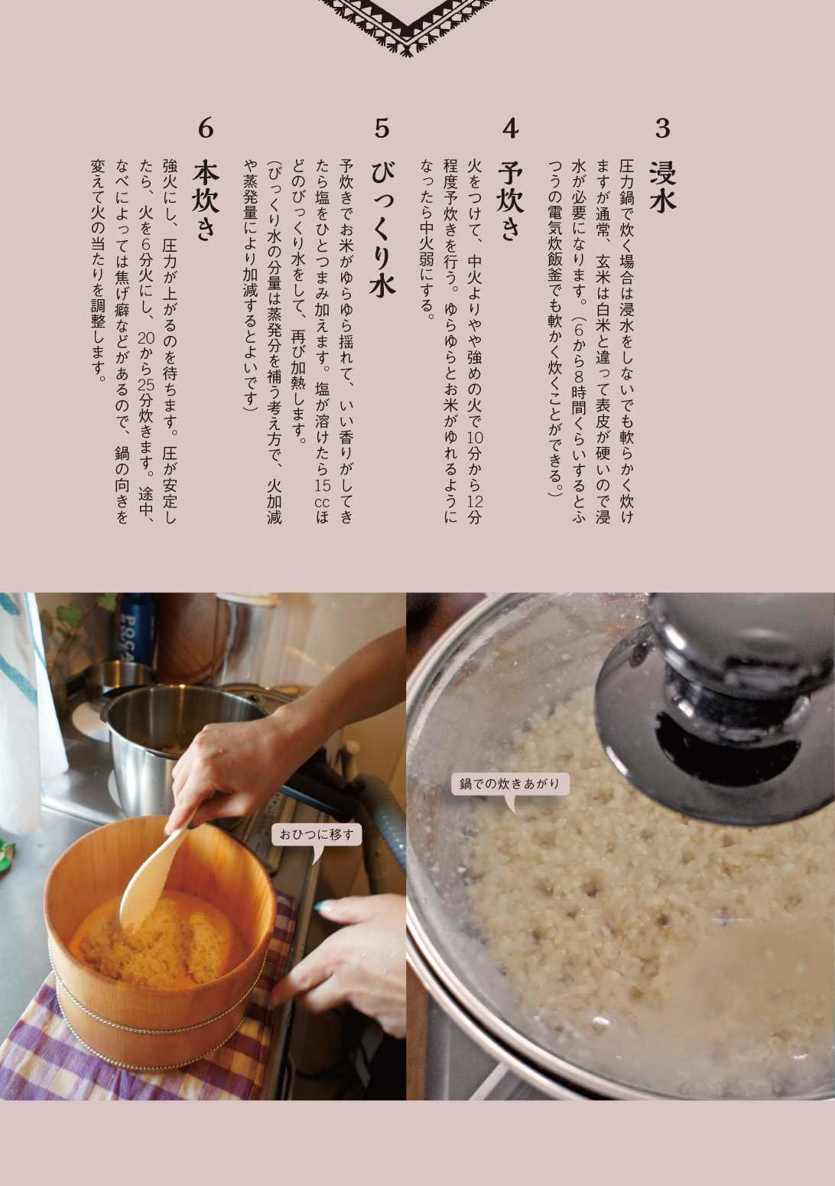 3
浸水
圧力鍋で炊く場合は浸水をしないでも軟らかく炊け
ますが通常、玄米は白米と違って表皮が硬いので浸
水が必要になります。（6から8時間くらいするとふ
つうの電気炊飯釜でも軟かく炊くことができる。）
4
予炊き
火をつけて、中火よりやや強めの火で10分から12分
程度予炊きを行う。ゆらゆらとお米がゆれるように
なったら中火弱にする。
5
びっくり水
予炊きでお米がゆらゆら揺れて、いい香りがしてき
たら塩をひとつまみ加えます。塩が溶けたら15ccほ
どのびっくり水をして、再び加熱します。
（びっくり水の分量は蒸発分を補う考え方で、火加減
や蒸発量により加減するとよいです）
6
本炊き
強火にし、圧力が上がるのを待ちます。圧が安定し
たら、火を6分火にし、20から25分炊きます。途中、
なべによっては焦げ癖などがあるので、鍋の向きを
変えて火の当たりを調整します。
鍋での炊きあがり
おひつに移す